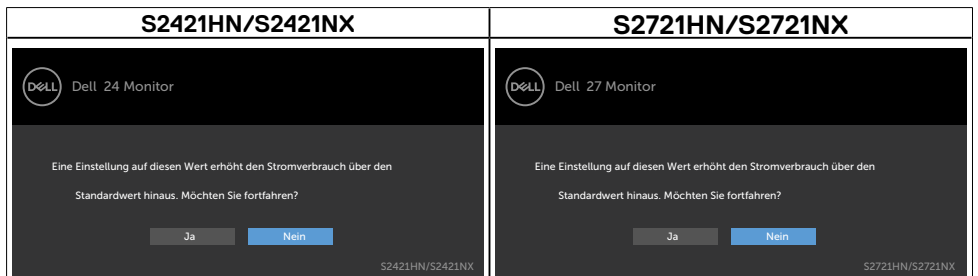 S2421HN/S2421NX
S2721HN/S2721NX
DELL Dell 24 Monitor
Eine Einstellung auf diesen Wert erhöht den Stromverbrauch über den
Standardwert hinaus. Möchten Sie fortfahren?
Ja Nein
S2421HN/S2421NX
DELL Dell 27 Monitor
Eine Einstellung auf diesen Wert erhöht den Stromverbrauch über den
Standardwert hinaus. Möchten Sie fortfahren?
Ja Nein
S2721HN/S2721NX